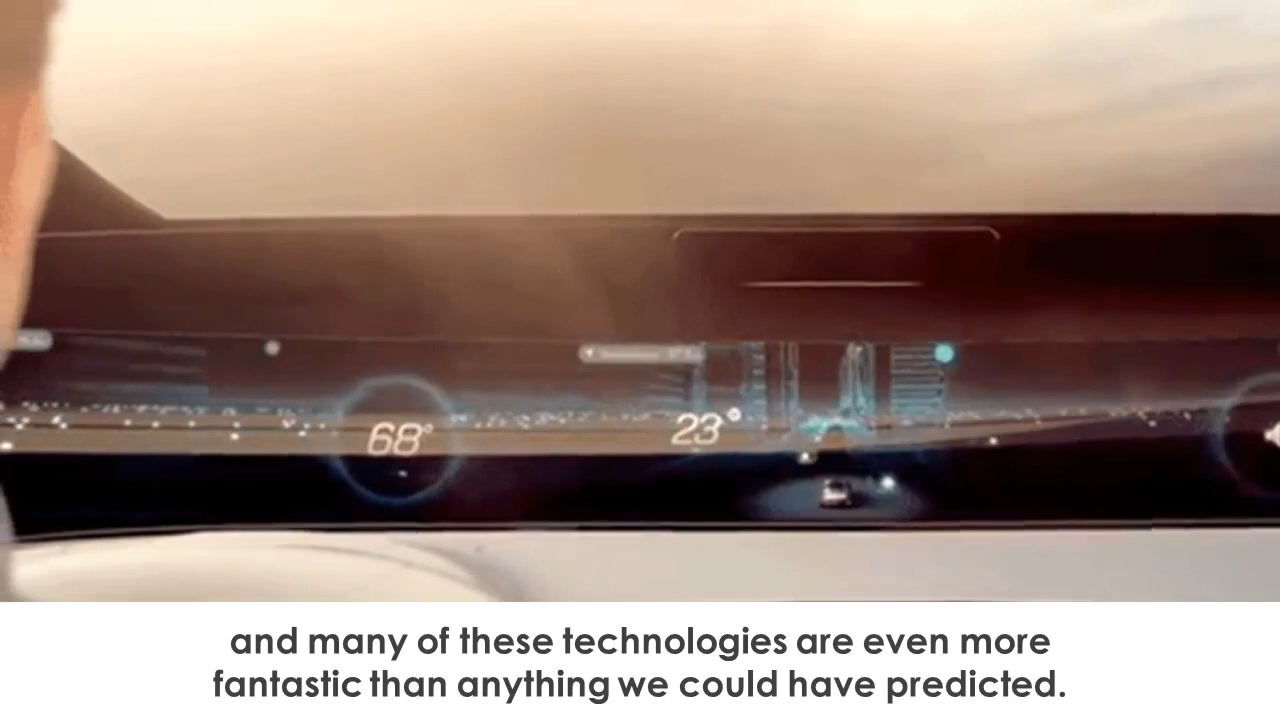 68°
23°
and many of these technologies are even more
fantastic than anything we could have predicted.